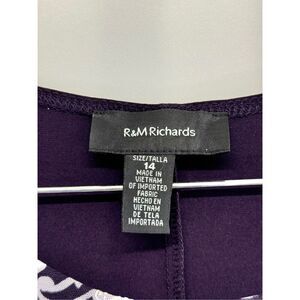 R&M Richards
SIZE/TALLA
14
MADE IN
VIETNAM
OF IMPORTED
FABRIC
HECHO EN
VIETNAM
DE TELA
IMPORTADA